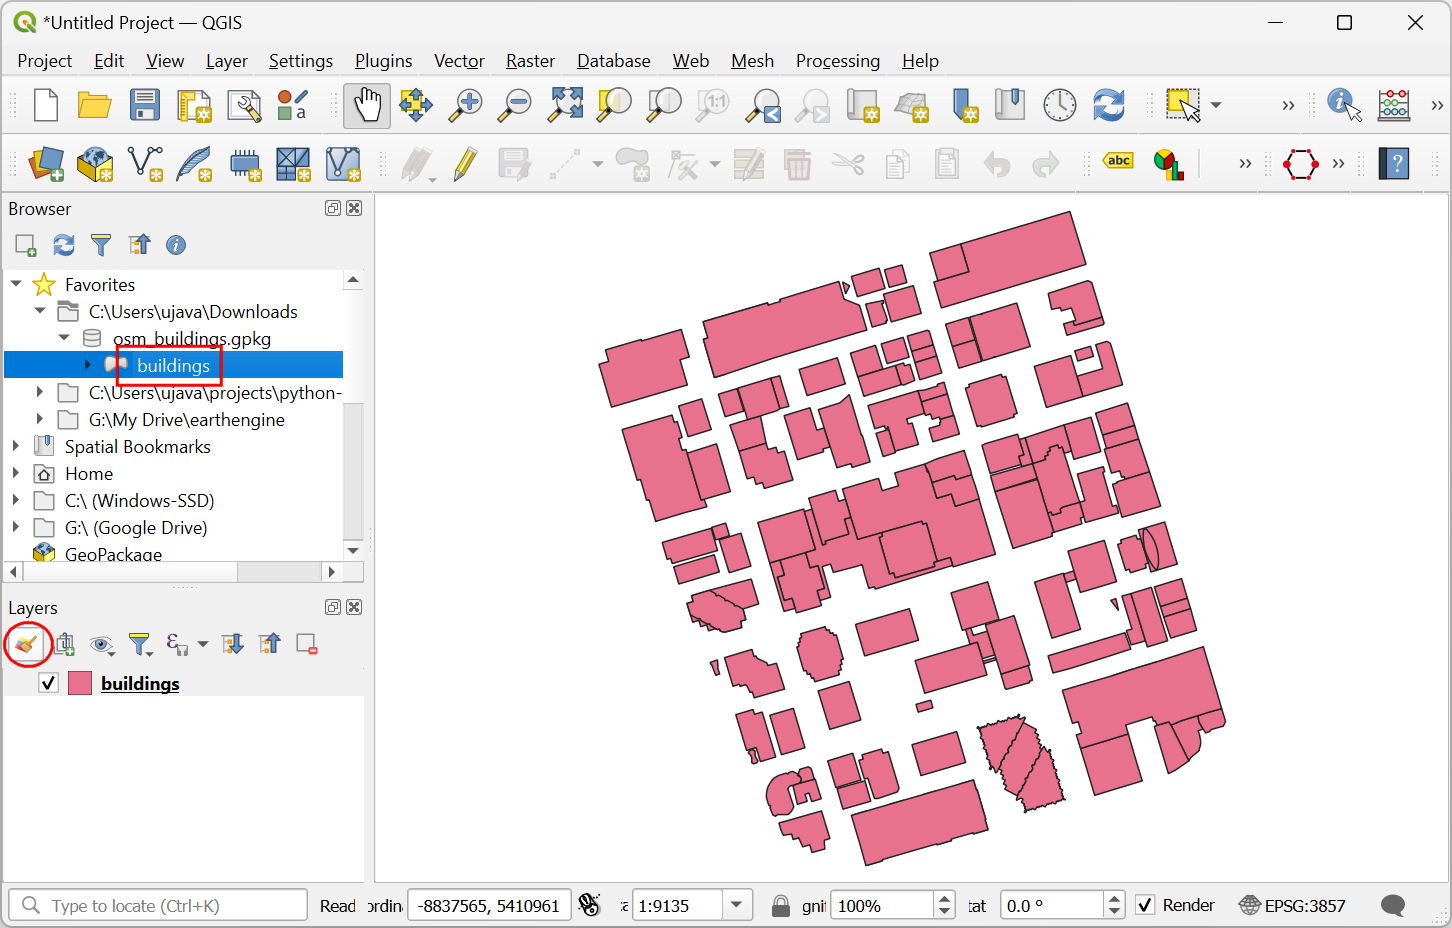 *Untitled Project — QGIS
Project Edit View Layer Settings Plugins Vector Raster Database Web Mesh Processing Help
a 1:1 »  »
abc » » ?
Browser
Favorites
C:\Users\ujava\Downloads
osm_buildings.gpkg
buildings
C:\Users\ujava\projects\python-
G:\My Drive\earthengine
Spatial Bookmarks
Home
C:\ (Windows-SSD)
G:\ (Google Drive)
GeoPackage
Layers
buildings
Type to locate (Ctrl+K) Read ordin -8837565, 5410961 1:9135 gni 100% tat 0.0 ° Render EPSG:3857